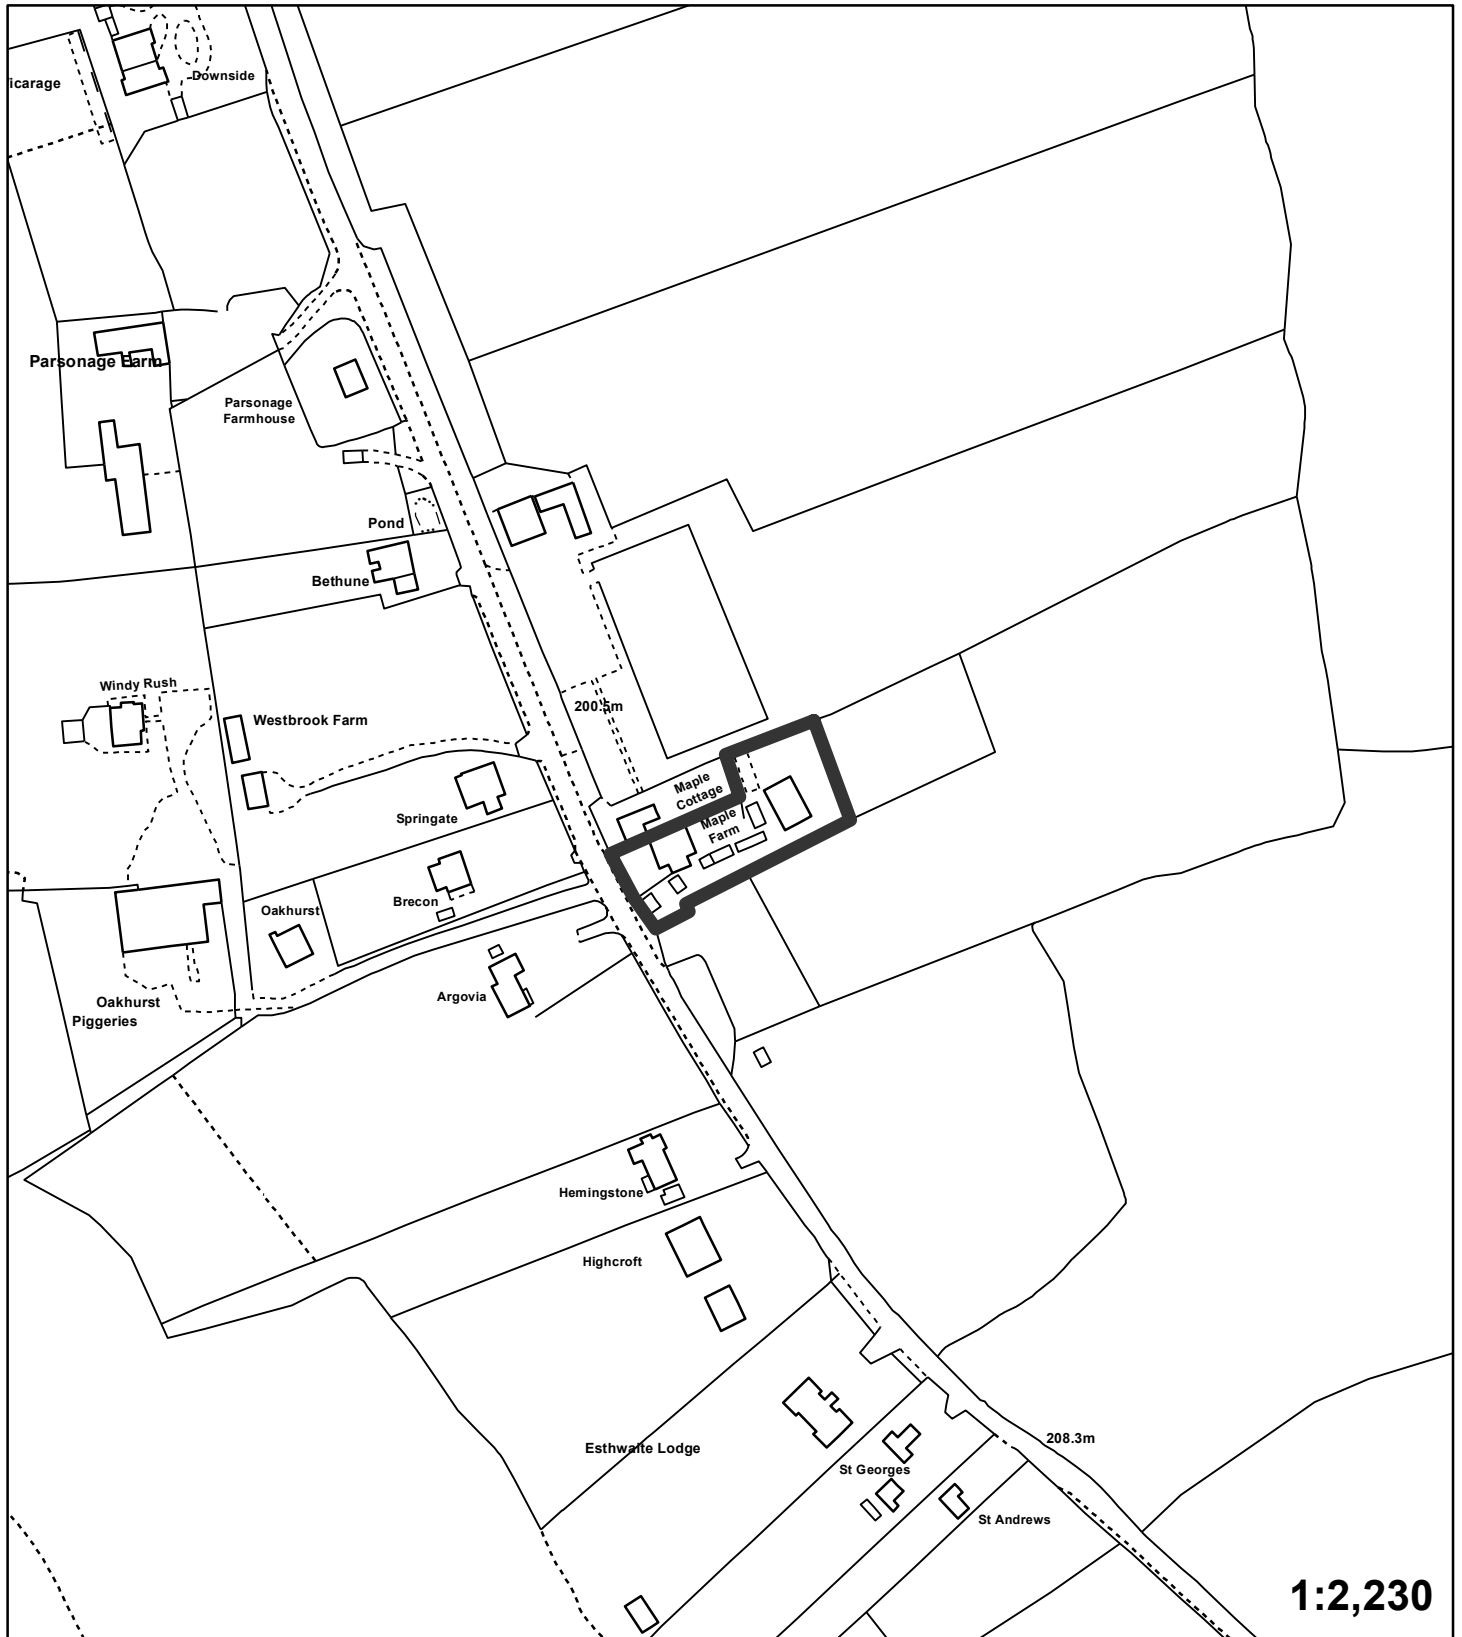 Downside
icarage
Parsonage Farm
Parsonage
Farmhouse
Pond
Bethune
Windy Rush
Westbrook Farm
200.5m
Maple
Cottage
Maple
Farm
Springate
Brecon
Oakhurst
Argovia
Oakhurst
Piggeries
Hemingstone
Highcroft
Esthwaite Lodge
208.3m
St Georges
St Andrews
1:2,230